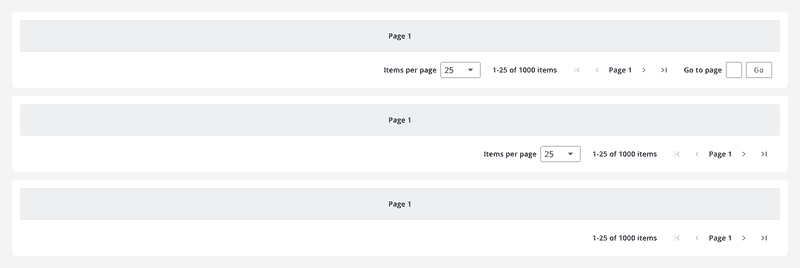 Page 1
Items per page 25 1-25 of 1000 items Page 1 Go to page Go
Page 1
Items per page 25 1-25 of 1000 items Page 1
Page 1
1-25 of 1000 items Page 1